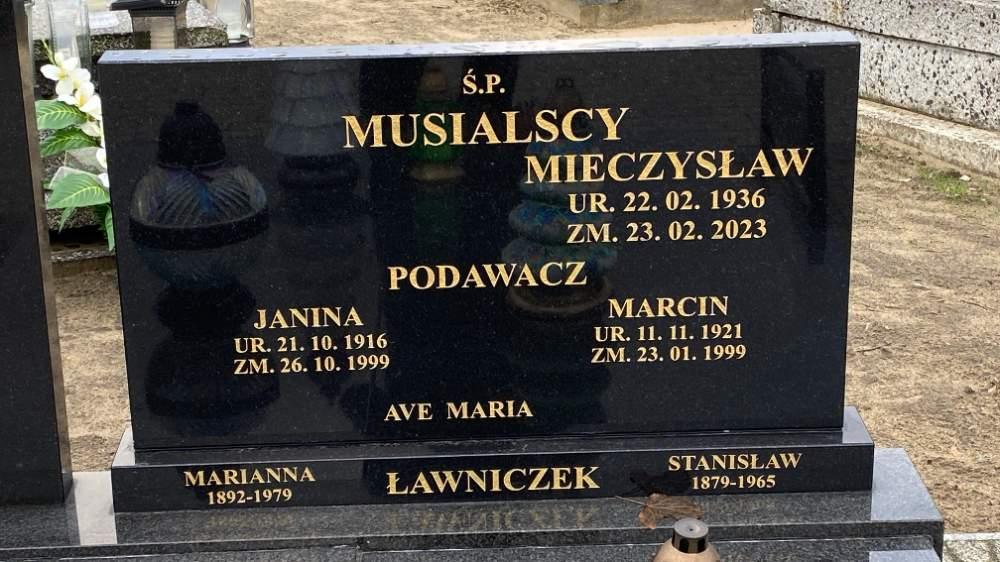 Ś.P.
MUSIALSCY
MIECZYSŁAW
UR. 22. 02. 1936
ZM. 23. 02. 2023
PODAWACZ
JANINA
UR. 21. 10. 1916
ZM. 26. 10. 1999
MARCIN
UR. 11. 11. 1921
ZM. 23. 01. 1999
AVE MARIA
MARIANNA
1892-1979
ŁAWNICZEK
STANISŁAW
1879-1965